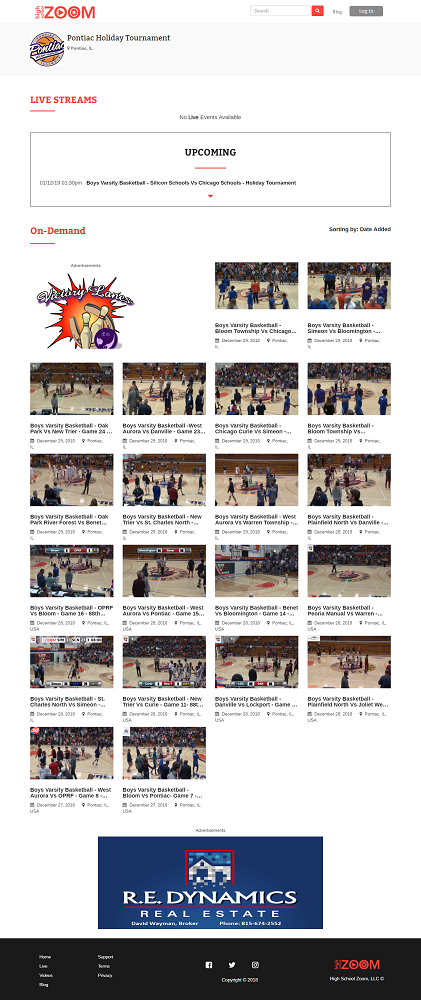 High School ZOOM
Search
Blog
Log In
Pontiac Holiday Tournament
Pontiac, IL
LIVE STREAMS
No Live Events Available
UPCOMING
01/12/19 01:30pm Boys Varsity Basketball - Silicon Schools Vs Chicago Schools - Holiday Tournament
On-Demand
Sorting by: Date Added
Advertisements
Victory Lanes
Boys Varsity Basketball -
Bloom Township Vs Chicago...
December 29, 2018 Pontiac,
IL
Boys Varsity Basketball -
Simeon Vs Bloomington -...
December 29, 2018 Pontiac,
IL
Boys Varsity Basketball - Oak
Park Vs New Trier - Game 24 ...
December 29, 2018 Pontiac,
IL
Boys Varsity Basketball -West
Aurora Vs Danville - Game 23...
December 29, 2018 Pontiac,
IL
Boys Varsity Basketball -
Chicago Curie Vs Simeon -...
December 29, 2018 Pontiac,
IL
Boys Varsity Basketball -
Bloom Township Vs...
December 29, 2018 Pontiac,
IL
Boys Varsity Basketball - Oak
Park River Forest Vs Benet...
December 29, 2018 Pontiac,
IL
Boys Varsity Basketball - New
Trier Vs St. Charles North -...
December 29, 2018 Pontiac,
IL
Boys Varsity Basketball - West
Aurora Vs Warren Township -...
December 29, 2018 Pontiac,
IL
Boys Varsity Basketball -
Plainfield North Vs Danville -...
December 28, 2018 Pontiac,
IL
Boys Varsity Basketball - OPRF
Vs Bloom - Game 16 - 88th...
December 28, 2018 Pontiac, IL,
USA
Boys Varsity Basketball - West
Aurora Vs Pontiac - Game 15...
December 28, 2018 Pontiac, IL,
USA
Boys Varsity Basketball - Benet
Vs Bloomington - Game 14 -...
December 28, 2018 Pontiac, IL,
USA
Boys Varsity Basketball -
Peoria Manual Vs Warren -...
December 28, 2018 Pontiac, IL,
USA
Boys Varsity Basketball - St.
Charles North Vs Simeon -...
December 28, 2018 Pontiac, IL,
USA
Boys Varsity Basketball - New
Trier Vs Curie - Game 11- 88t...
December 28, 2018 Pontiac, IL,
USA
Boys Varsity Basketball -
Danville Vs Lockport - Game ...
December 28, 2018 Pontiac, IL,
USA
Boys Varsity Basketball -
Plainfield North Vs Joliet We...
December 28, 2018 Pontiac, IL,
USA
Boys Varsity Basketball - West
Aurora Vs OPRF - Game 8 -...
December 27, 2018 Pontiac, IL,
USA
Boys Varsity Basketball -
Bloom Vs Pontiac- Game 7 -...
December 27, 2018 Pontiac, IL,
USA
Advertisements
R.E. DYNAMICS
REAL ESTATE
David Wayman, Broker Phone: 815-674-2552
Home
Live
Videos
Blog
Support
Terms
Privacy
Copyright © 2018
ZOOM
High School Zoom, LLC ©